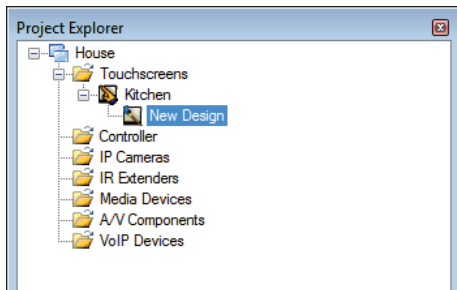 Project Explorer
House
Touchscreens
Kitchen
New Design
Controller
IP Cameras
IR Extenders
Media Devices
A/V Components
VoIP Devices